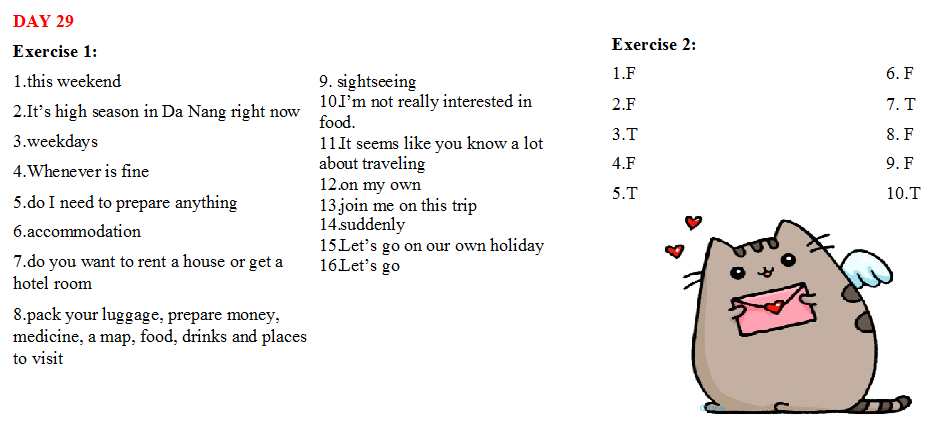 DAY 29
Exercise 1:
1.this weekend
2.It's high season in Da Nang right now
3.weekdays
4.Whenever is fine
5.do I need to prepare anything
6.accommodation
7.do you want to rent a house or get a
hotel room
8.pack your luggage, prepare money,
medicine, a map, food, drinks and places
to visit
9. sightseeing
10.I'm not really interested in
food.
11.It seems like you know a lot
about traveling
12.on my own
13.join me on this trip
14.suddenly
15.Let's go on our own holiday
16.Let's go
Exercise 2:
1.F
2.F
3.T
4.F
5.T
6. F
7. T
8. F
9. F
10.T